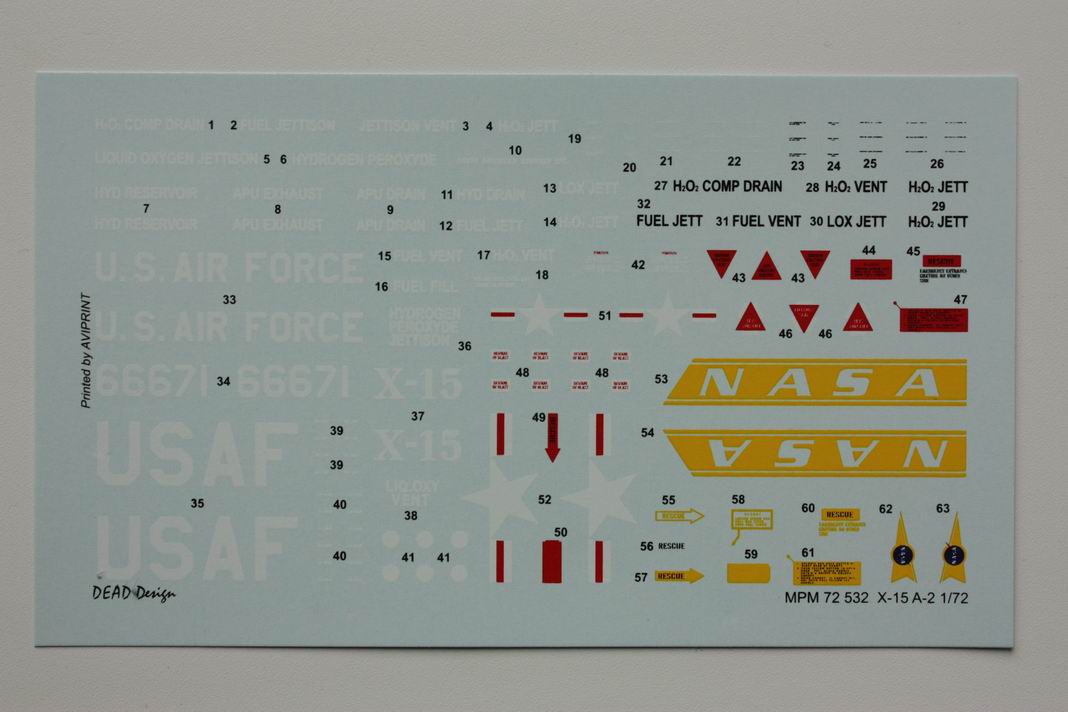 H₂O₂ COMP DRAIN 1 2 FUEL JETTISON JETTISON VENT 3 4 H₂O₂ JETT
19
LIQUID OXYGEN JETTISON 5 6 HYDROGEN PEROXYDE 10
20 21 22 23 24 25 26
HYD RESERVOIR APU EXHAUST APU DRAIN 11 HYD DRAIN 13 LOX JETT
27 H₂O₂ COMP DRAIN 28 H₂O₂ VENT H₂O₂ JETT
7 8 9 32 29
HYD RESERVOIR APU EXHAUST APU DRAIN 12 FUEL JETT 14 H₂O₂ JETT
FUEL JETT 31 FUEL VENT 30 LOX JETT H₂O₂ JETT
U.S. AIR FORCE 15 FUEL VENT 17 H₂O₂ VENT 42 43 43 44 45
RESCUE
16 FUEL FILL 18
33 47
U.S. AIR FORCE HYDROGEN PEROXYDE JETTISON 51 46 46
36
66671 66671 X-15 48 48 53 NASA
34
37 49 RESCUE
USAF 39 X-15 54 NASA
39
LIQ.OXY VENT
35 40 38 52 55 RESCUE 58 60 RESCUE 62 63
USAF 40 41 41 50 56 RESCUE 59 61
57 RESCUE
DEAD Design
MPM 72 532 X-15 A-2 1/72
Printed by AVIPRINT